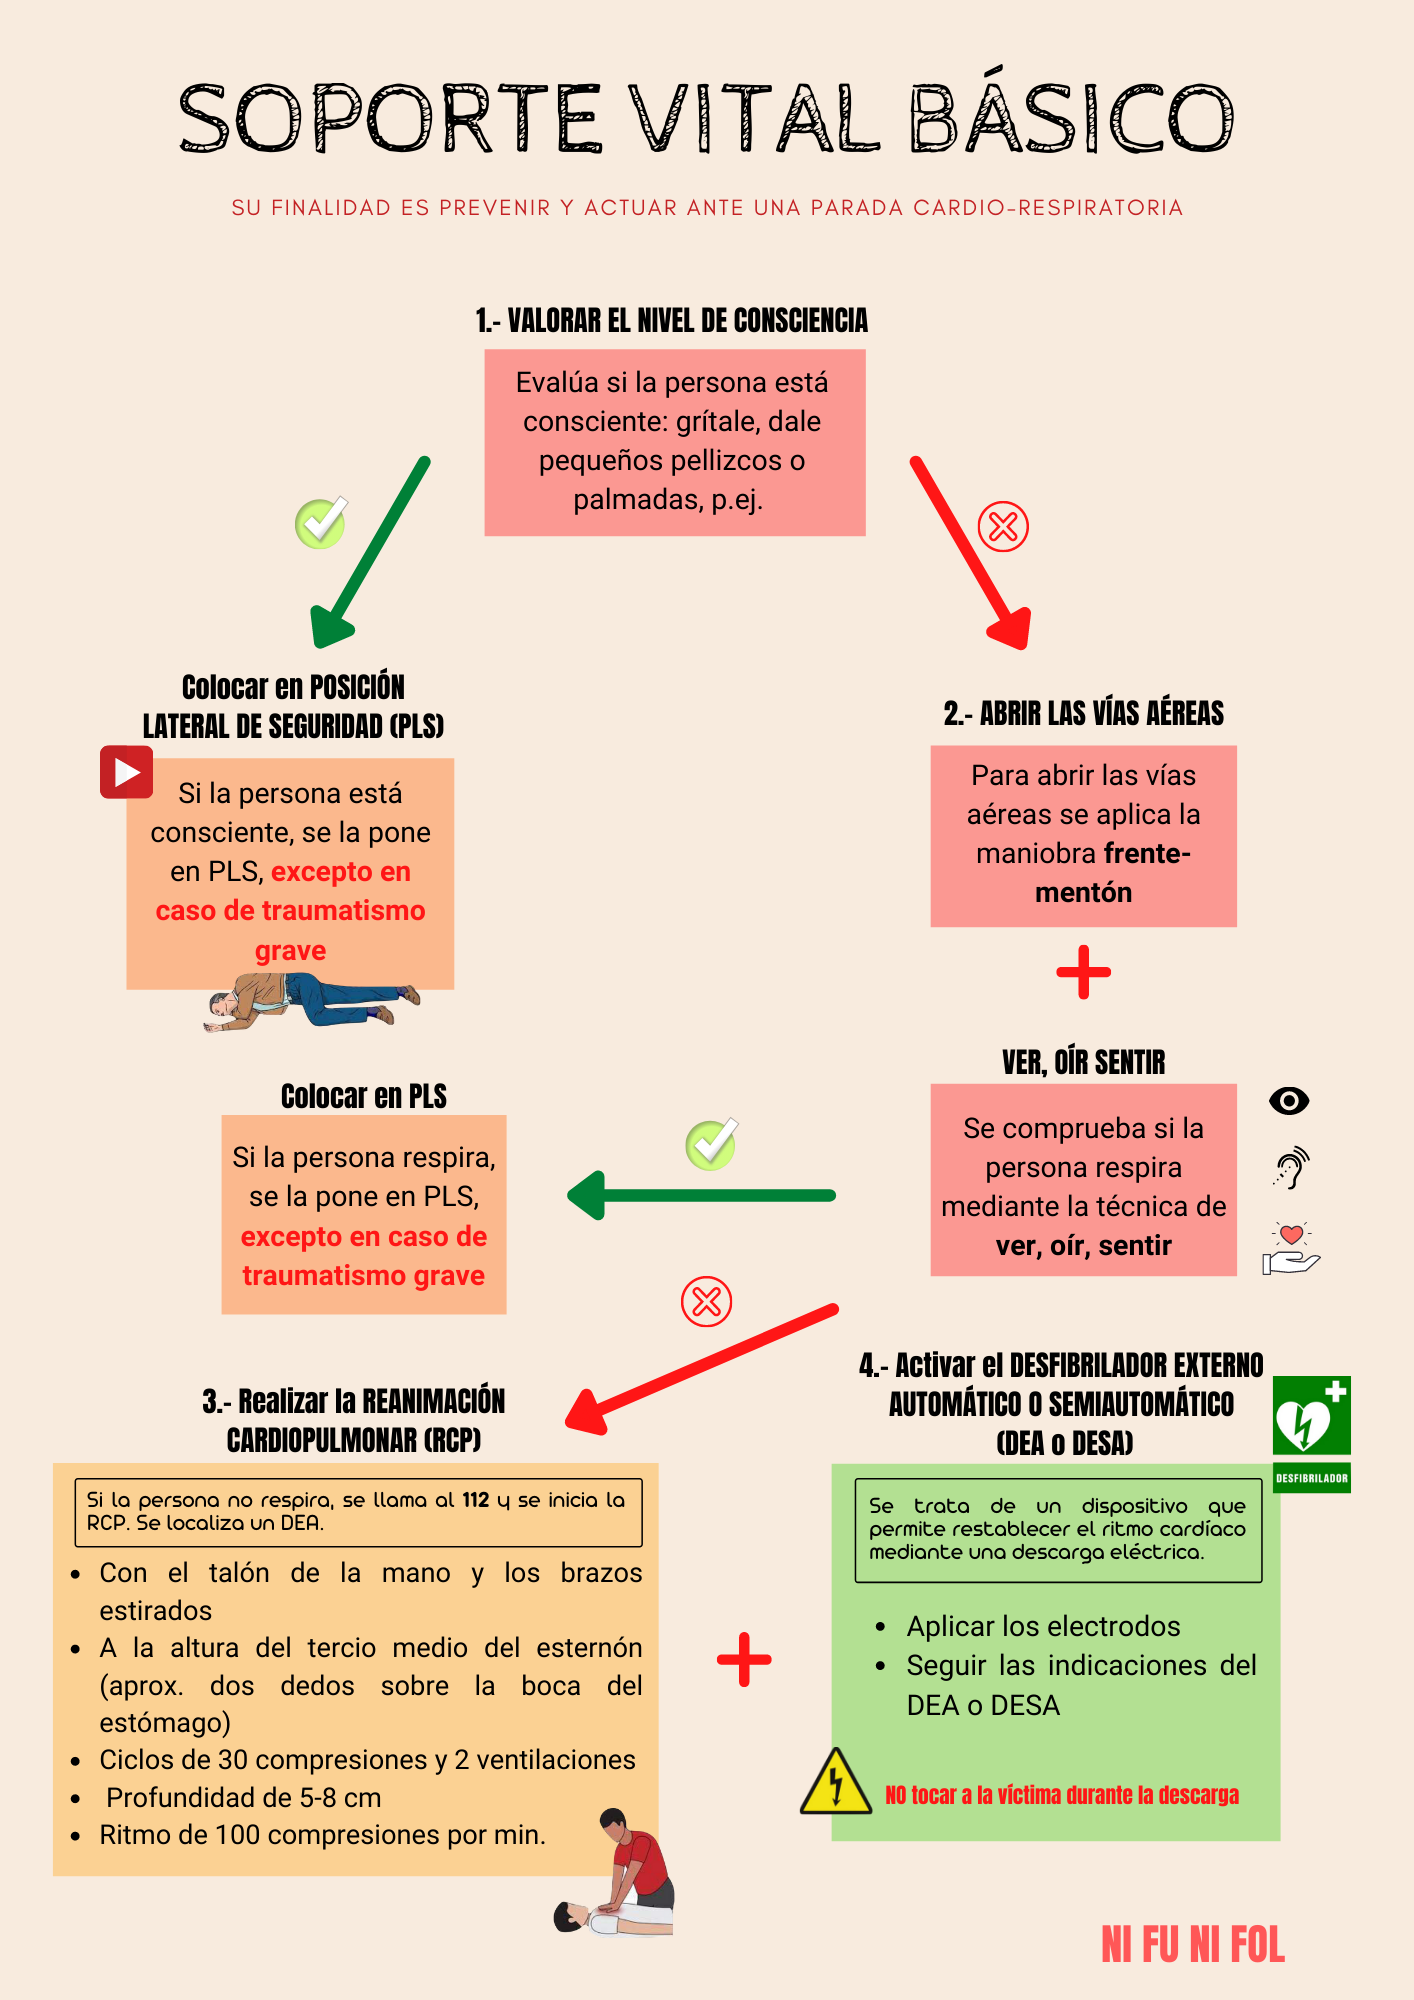 SOPORTE VITAL BÁSICO
SU FINALIDAD ES PREVENIR Y ACTUAR ANTE UNA PARADA CARDIO-RESPIRATORIA
1.- VALORAR EL NIVEL DE CONSCIENCIA
Evalúa si la persona está
consciente: grítale, dale
pequeños pellizcos o
palmadas, p.ej.
Colocar en POSICIÓN
LATERAL DE SEGURIDAD (PLS)
Si la persona está
consciente, se la pone
en PLS, excepto en
caso de traumatismo
grave
2.- ABRIR LAS VÍAS AÉREAS
Para abrir las vías
aéreas se aplica la
maniobra frente-
mentón
VER, OÍR SENTIR
Se comprueba si la
persona respira
mediante la técnica de
ver, oír, sentir
Colocar en PLS
Si la persona respira,
se la pone en PLS,
excepto en caso de
traumatismo grave
3.- Realizar la REANIMACIÓN
CARDIOPULMONAR (RCP)
Si la persona no respira, se llama al 112 y se inicia la
RCP. Se localiza un DEA.
• Con el talón de la mano y los brazos
estirados
• A la altura del tercio medio del esternón
(aprox. dos dedos sobre la boca del
estómago)
• Ciclos de 30 compresiones y 2 ventilaciones
• Profundidad de 5-8 cm
• Ritmo de 100 compresiones por min.
4.- Activar el DESFIBRILADOR EXTERNO
AUTOMÁTICO O SEMIAUTOMÁTICO
(DEA o DESA)
DESFIBRILADOR
Se trata de un dispositivo que
permite restablecer el ritmo cardíaco
mediante una descarga eléctrica.
• Aplicar los electrodos
• Seguir las indicaciones del
DEA o DESA
NO tocar a la víctima durante la descarga
NI FU NI FOL